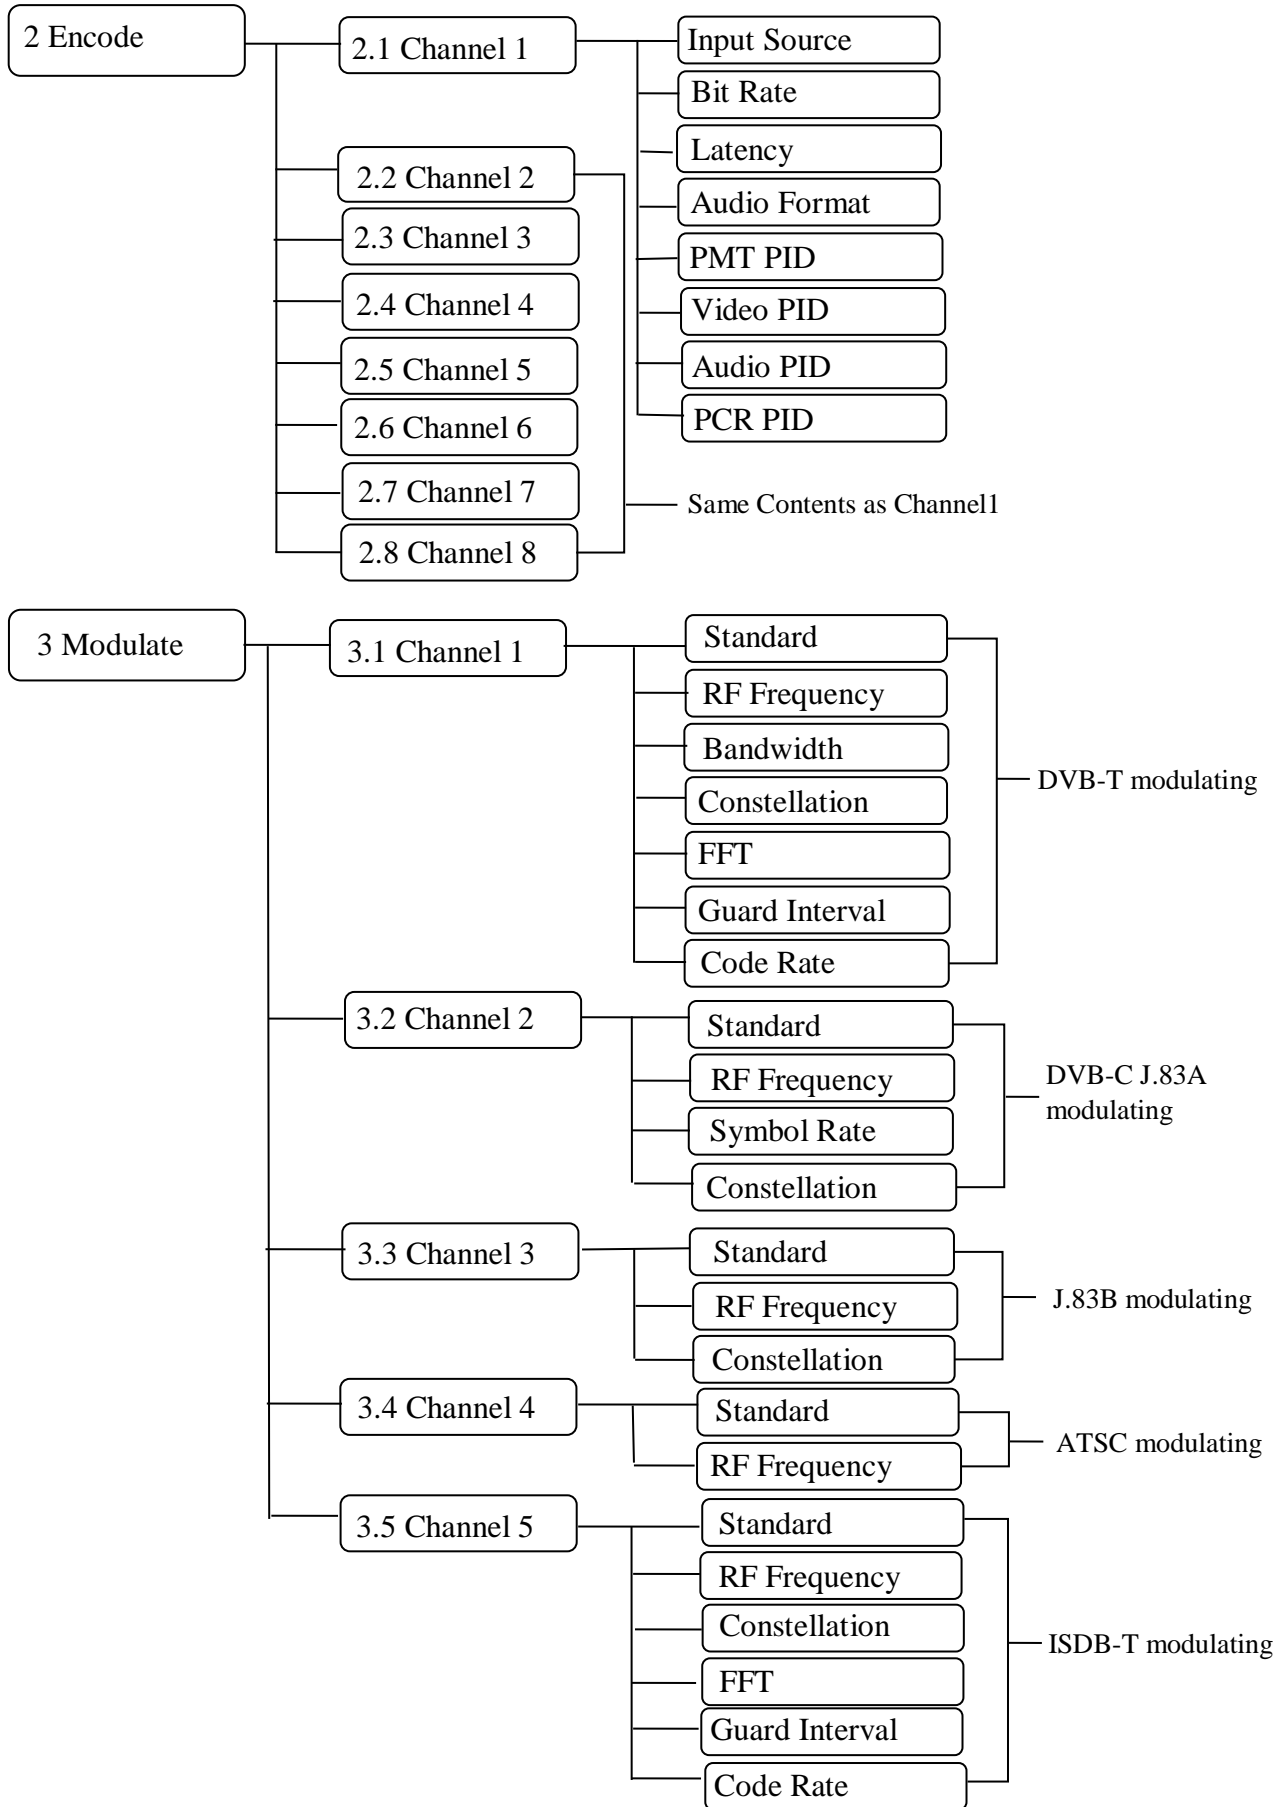 2 Encode
2.1 Channel 1
Input Source
Bit Rate
Latency
Audio Format
PMT PID
Video PID
Audio PID
PCR PID
2.2 Channel 2
2.3 Channel 3
2.4 Channel 4
2.5 Channel 5
2.6 Channel 6
2.7 Channel 7
2.8 Channel 8
Same Contents as Channel1
3 Modulate
3.1 Channel 1
Standard
RF Frequency
Bandwidth
Constellation
FFT
Guard Interval
Code Rate
DVB-T modulating
3.2 Channel 2
Standard
RF Frequency
Symbol Rate
Constellation
DVB-C J.83A
modulating
3.3 Channel 3
Standard
RF Frequency
Constellation
J.83B modulating
3.4 Channel 4
Standard
RF Frequency
ATSC modulating
3.5 Channel 5
Standard
RF Frequency
Constellation
FFT
Guard Interval
Code Rate
ISDB-T modulating